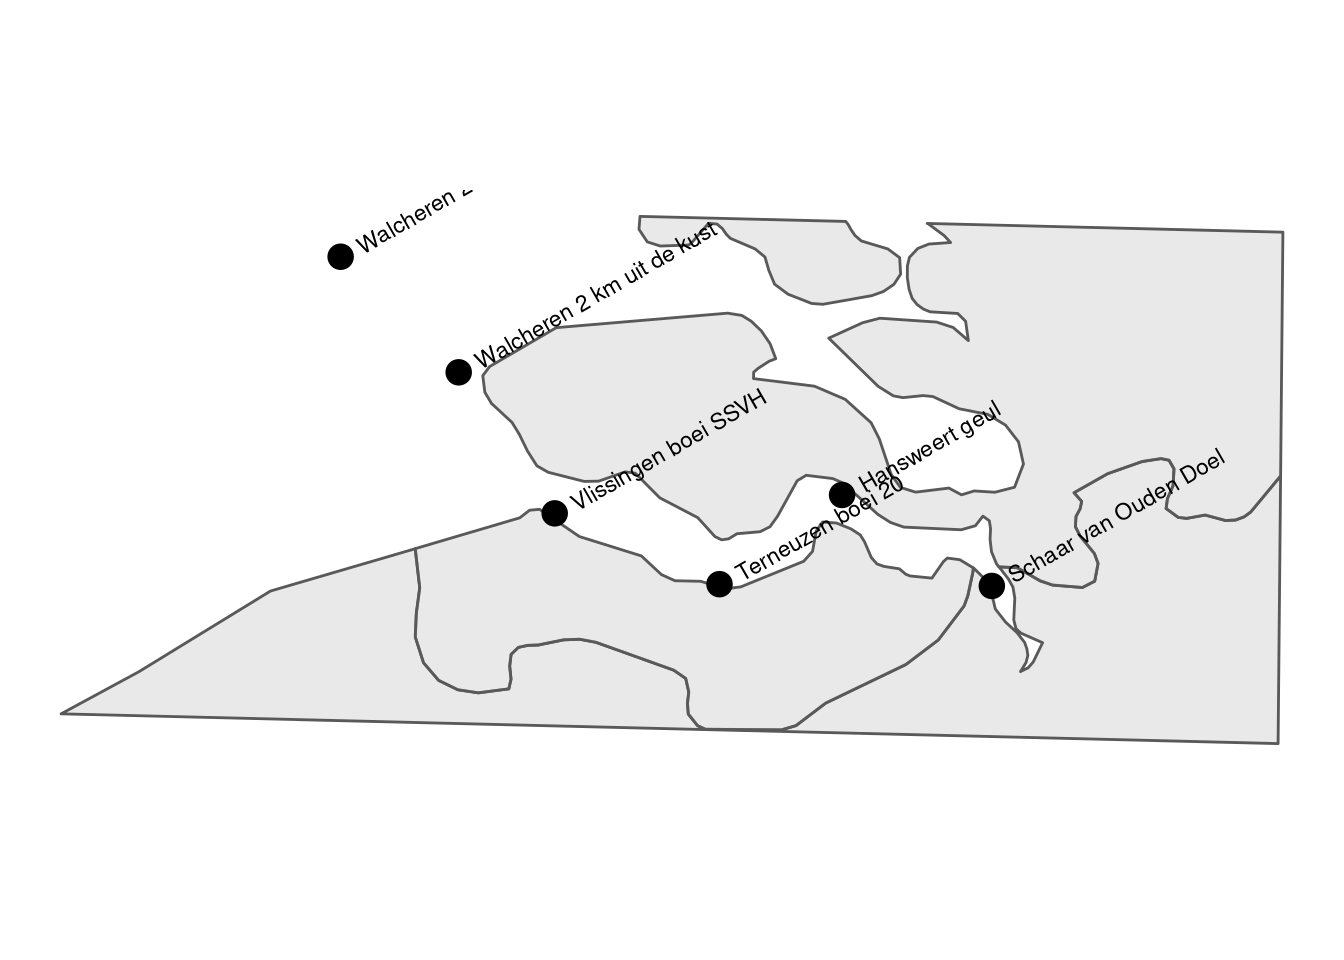 Walcheren
Walcheren 2 km uit de kust
Vlissingen boei SSVH
Hansweert geul
Terneuzen boei 20
Schaar van Ouden Doel